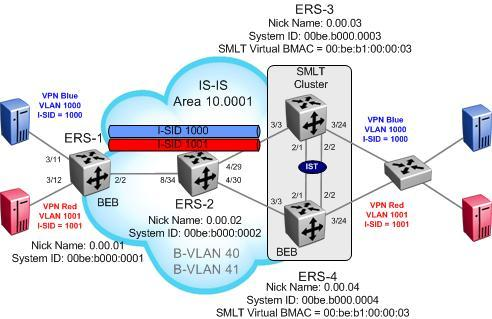 ERS-3
Nick Name: 0.00.03
System ID: 00be.b000.0003
SMLT Virtual BMAC = 00:be:b1:00:00:03
SMLT
Cluster
IS-IS
Area 10.0001
VPN Blue
VLAN 1000
I-SID = 1000
VPN Blue
VLAN 1000
I-SID = 1000
ERS-1
I-SID 1000
I-SID 1001
3/3
3/24
2/1
2/1
IST
3/11
3/12
2/2
8/34
4/29
4/30
BEB
ERS-2
2/2
2/2
3/3
3/24
BEB
VPN Red
VLAN 1001
I-SID = 1001
VPN Red
VLAN 1001
I-SID = 1001
Nick Name: 0.00.01
System ID: 00be:b000:0001
Nick Name: 0.00.02
System ID: 00be:b000:0002
B-VLAN 40
B-VLAN 41
ERS-4
Nick Name: 0.00.04
System ID: 00be.b000.0004
SMLT Virtual BMAC = 00:be:b1:00:00:03